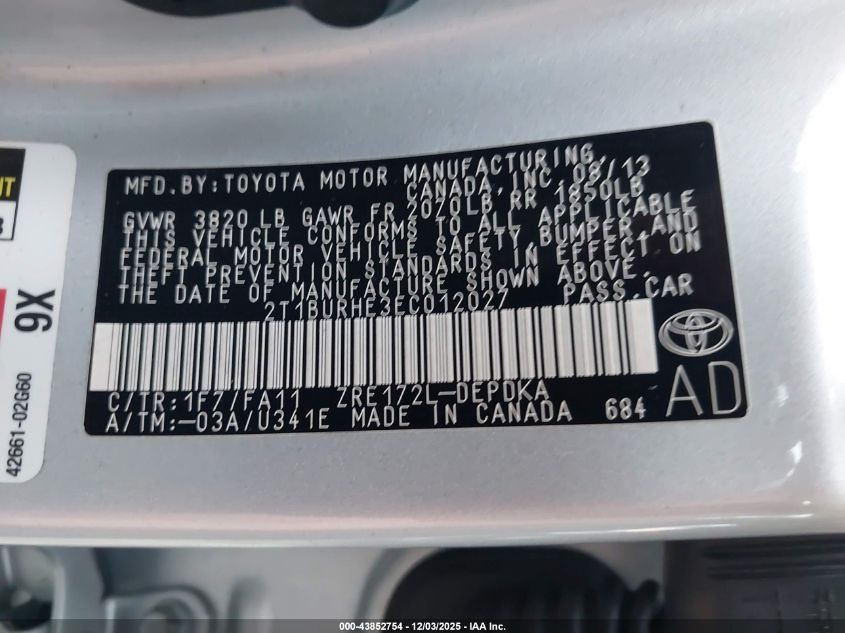 MFD.BY:TOYOTA MOTOR MANUFACTURING,
CANADA,INC. 08/13
GVWR 3820 LB GAWR FR 2070LB RR 1850LB
THIS VEHICLE CONFORMS TO ALL APPLICABLE
FEDERAL MOTOR VEHICLE SAFETY,BUMPER,AND
THEFT PREVENTION STANDARDS IN EFFECT ON
THE DATE OF MANUFACTURE SHOWN ABOVE.
2T1BURHE3EC012027 PASS.CAR
C/TR:1F7/FA11 ZRE172L-DEPDKA
A/TM:-03A/U341E MADE IN CANADA 684
AD
9X
42661-02G60
000-43852754 - 12/03/2025 - IAA Inc.